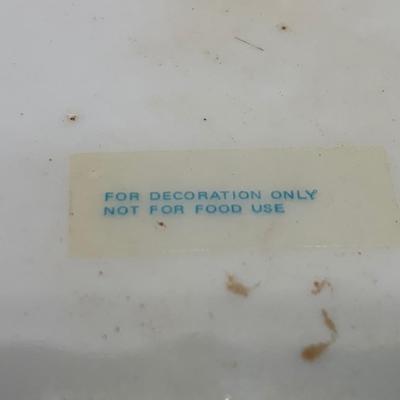 FOR DECORATION ONLY
NOT FOR FOOD USE